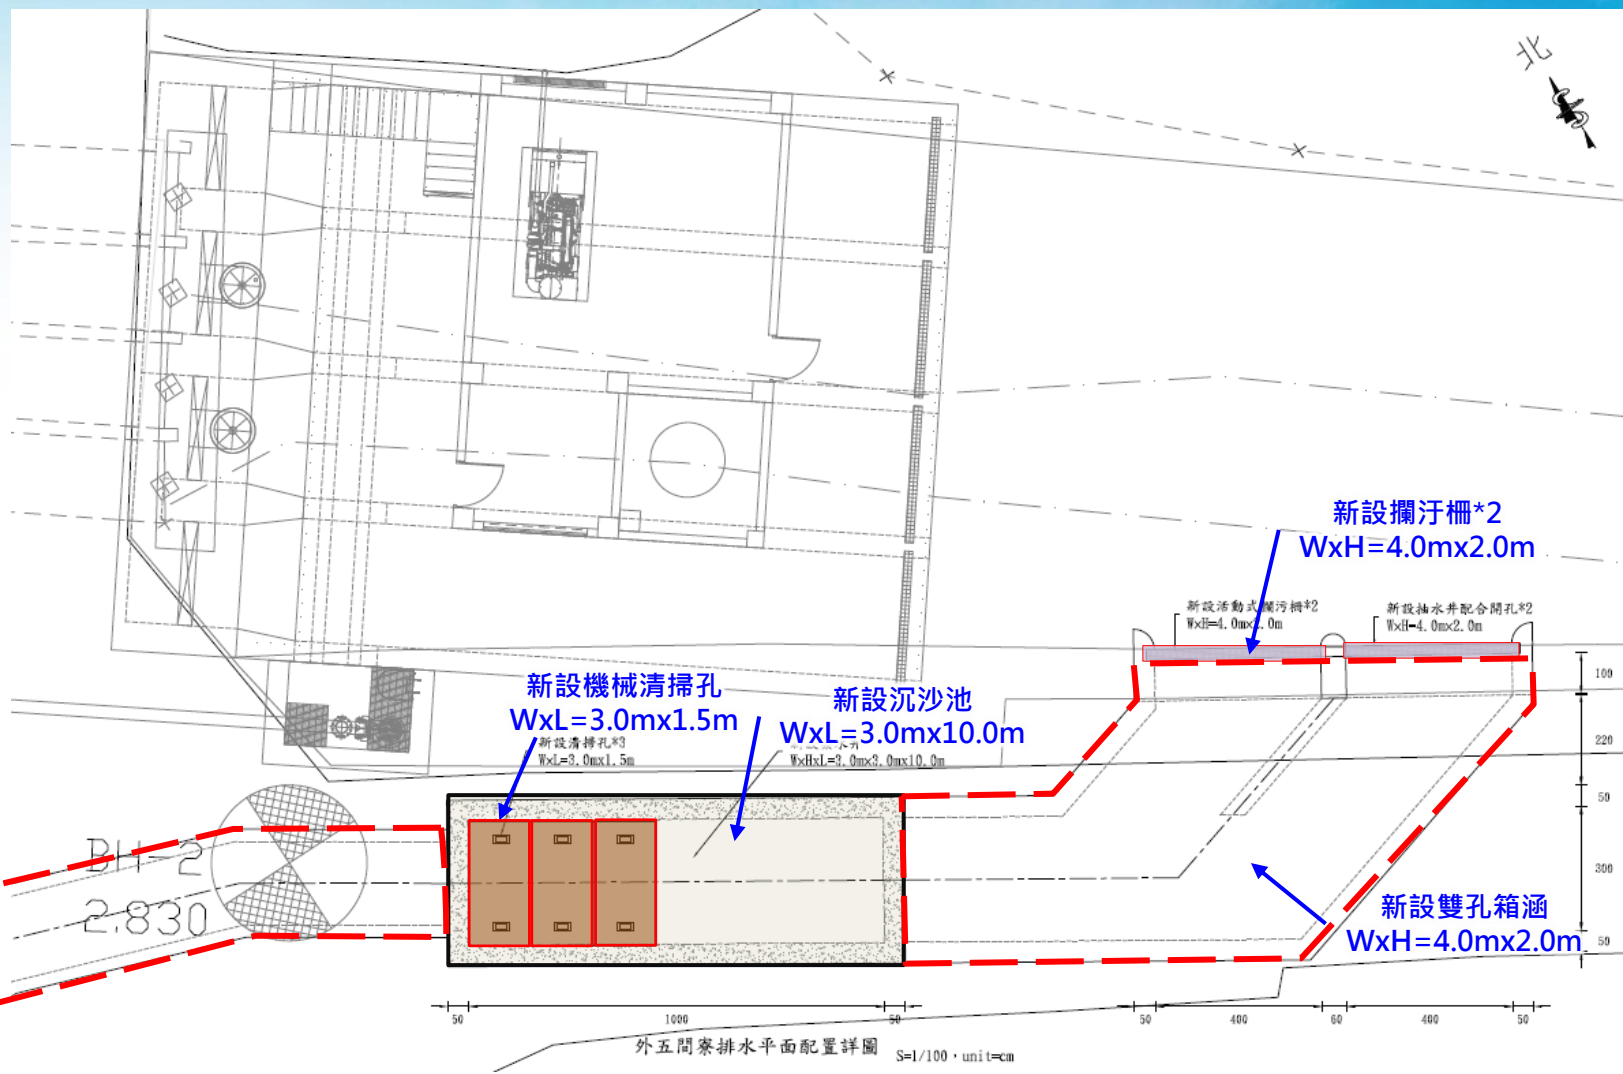 北
新設攔汙柵*2
WxH=4.0mx2.0m
新設活動式攔污柵*2
WxH=4.0mx2.0m
新設抽水井配合開孔*2
WxH=4.0mx2.0m
100
新設機械清掃孔
WxL=3.0mx1.5m
新設沉沙池
WxL=3.0mx10.0m
新設清掃孔*3
WxL=3.0mx1.5m
WxHxL=3.0mx3.0mx10.0m
220
50
BH-2
2.830
300
新設雙孔箱涵
WxH=4.0mx2.0m
50
50
1000
50
50
400
60
400
50
外五間寮排水平面配置詳圖
S=1/100，unit=cm